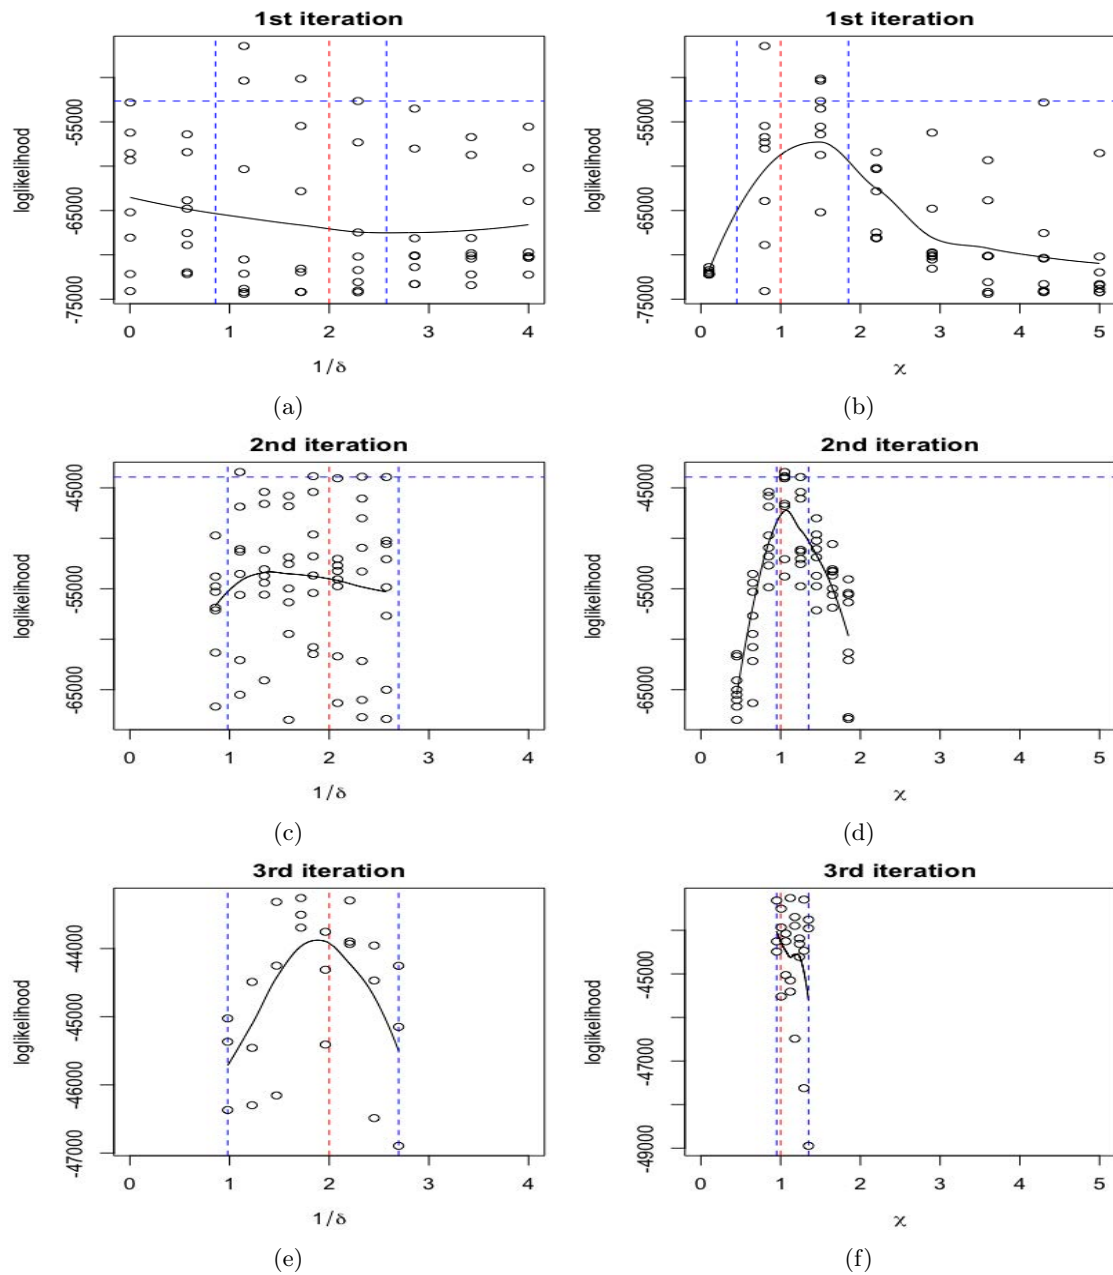 1st iteration
loglikelihood
-55000
-65000
-75000
0 1 2 3 4
1/δ
(a)
1st iteration
loglikelihood
-55000
-65000
-75000
0 1 2 3 4 5
χ
(b)
2nd iteration
loglikelihood
-45000
-55000
-65000
0 1 2 3 4
1/δ
(c)
2nd iteration
loglikelihood
-45000
-55000
-65000
0 1 2 3 4 5
χ
(d)
3rd iteration
loglikelihood
-44000
-45000
-46000
-47000
0 1 2 3 4
1/δ
(e)
3rd iteration
loglikelihood
-45000
-47000
-49000
0 1 2 3 4 5
χ
(f)